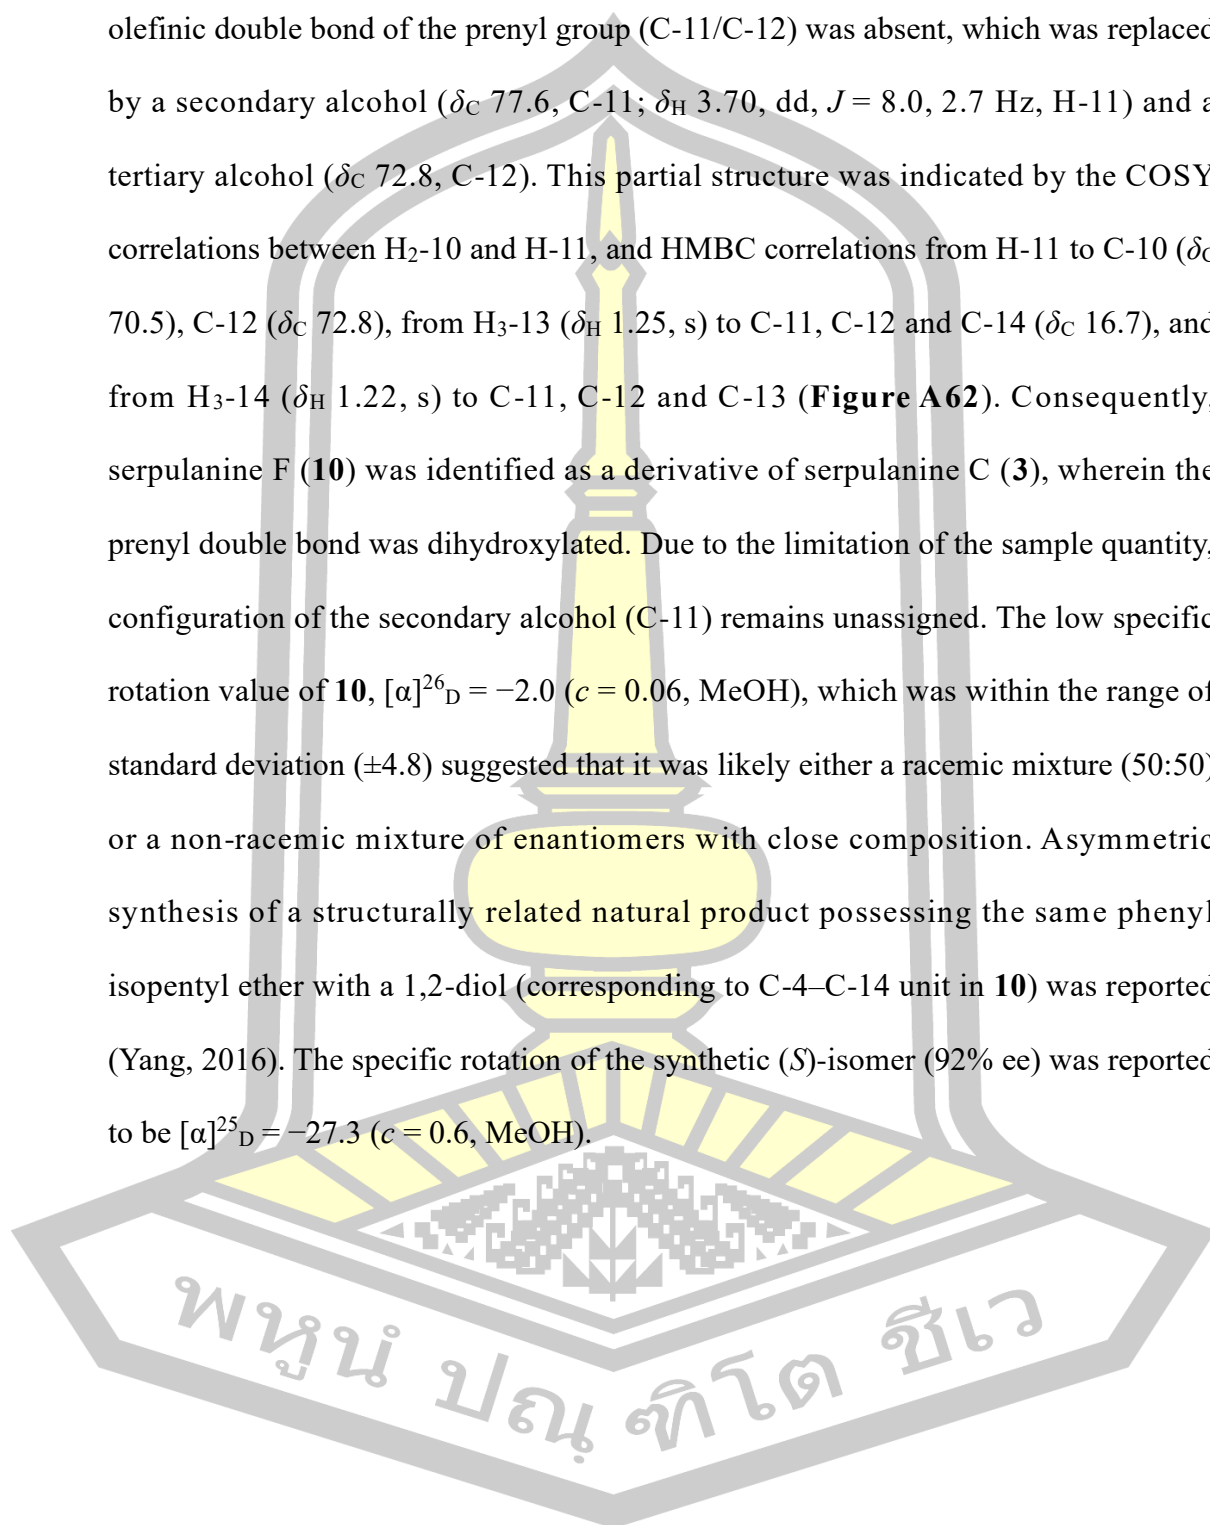 olefinic double bond of the prenyl group (C-11/C-12) was absent, which was replaced
by a secondary alcohol (δC 77.6, C-11; δH 3.70, dd, J = 8.0, 2.7 Hz, H-11) and a
tertiary alcohol (δC 72.8, C-12). This partial structure was indicated by the COSY
correlations between H2-10 and H-11, and HMBC correlations from H-11 to C-10 (δC
70.5), C-12 (δC 72.8), from H3-13 (δH 1.25, s) to C-11, C-12 and C-14 (δC 16.7), and
from H3-14 (δH 1.22, s) to C-11, C-12 and C-13 (Figure A62). Consequently,
serpulanine F (10) was identified as a derivative of serpulanine C (3), wherein the
prenyl double bond was dihydroxylated. Due to the limitation of the sample quantity,
configuration of the secondary alcohol (C-11) remains unassigned. The low specific
rotation value of 10, [α]26D = −2.0 (c = 0.06, MeOH), which was within the range of
standard deviation (±4.8) suggested that it was likely either a racemic mixture (50:50)
or a non-racemic mixture of enantiomers with close composition. Asymmetric
synthesis of a structurally related natural product possessing the same phenyl
isopentyl ether with a 1,2-diol (corresponding to C-4–C-14 unit in 10) was reported
(Yang, 2016). The specific rotation of the synthetic (S)-isomer (92% ee) was reported
to be [α]25D = −27.3 (c = 0.6, MeOH).
พหูนํ ปณฺฑิโต ชีเว